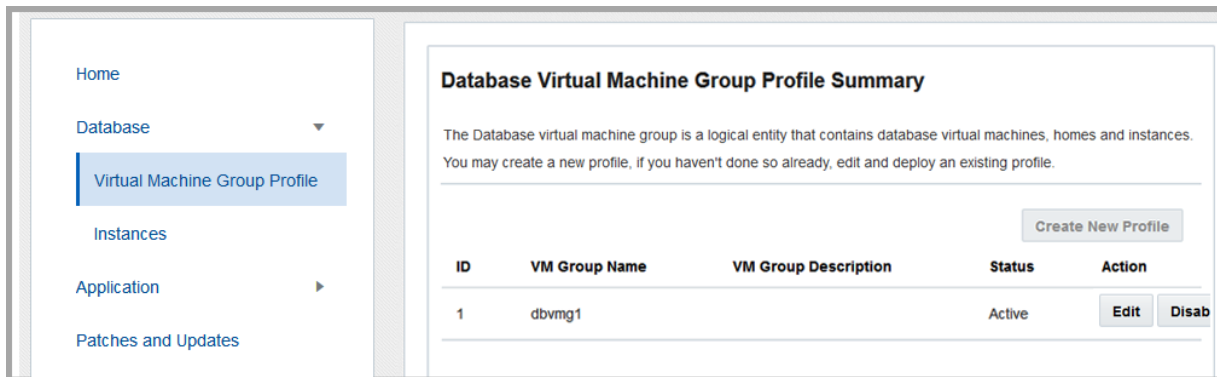 Home
Database
Virtual Machine Group Profile
Instances
Application
Patches and Updates
Database Virtual Machine Group Profile Summary
The Database virtual machine group is a logical entity that contains database virtual machines, homes and instances.
You may create a new profile, if you haven't done so already, edit and deploy an existing profile.
Create New Profile
ID VM Group Name VM Group Description Status Action
1 dbvmg1 Active Edit Disab